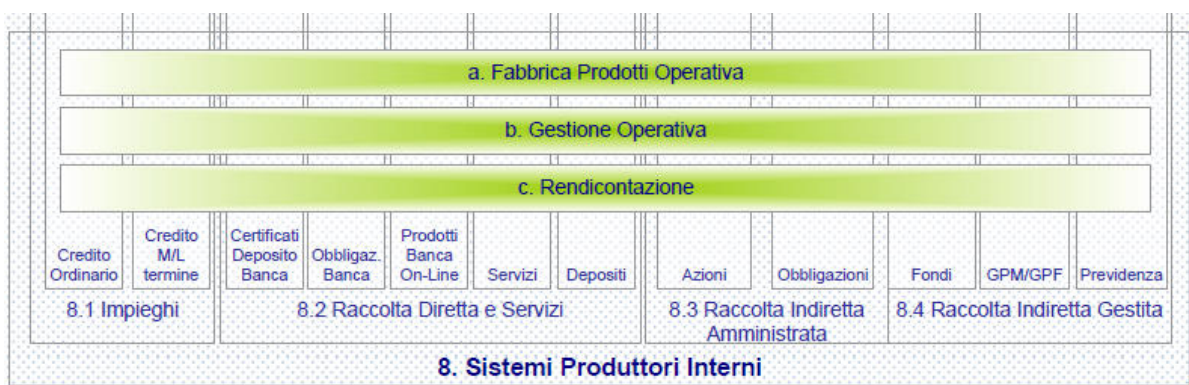 a. Fabbrica Prodotti Operativa
b. Gestione Operativa
c. Rendicontazione
Credito
Ordinario
Credito
M/L
termine
Certificati
Deposito
Banca
Obbligaz.
Banca
Prodotti
Banca
On-Line
Servizi
Depositi
Azioni
Obbligazioni
Fondi
GPM/GPF
Previdenza
8.1 Impieghi
8.2 Raccolta Diretta e Servizi
8.3 Raccolta Indiretta
Amministrata
8.4 Raccolta Indiretta Gestita
8. Sistemi Produttori Interni